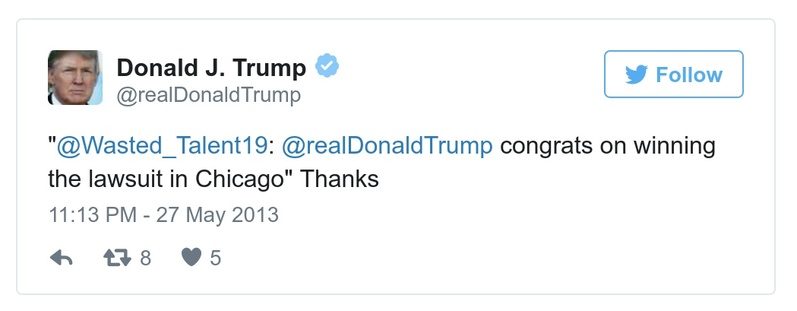 Donald J. Trump
@realDonaldTrump
Follow
"@Wasted_Talent19: @realDonaldTrump congrats on winning
the lawsuit in Chicago" Thanks
11:13 PM - 27 May 2013
8 5